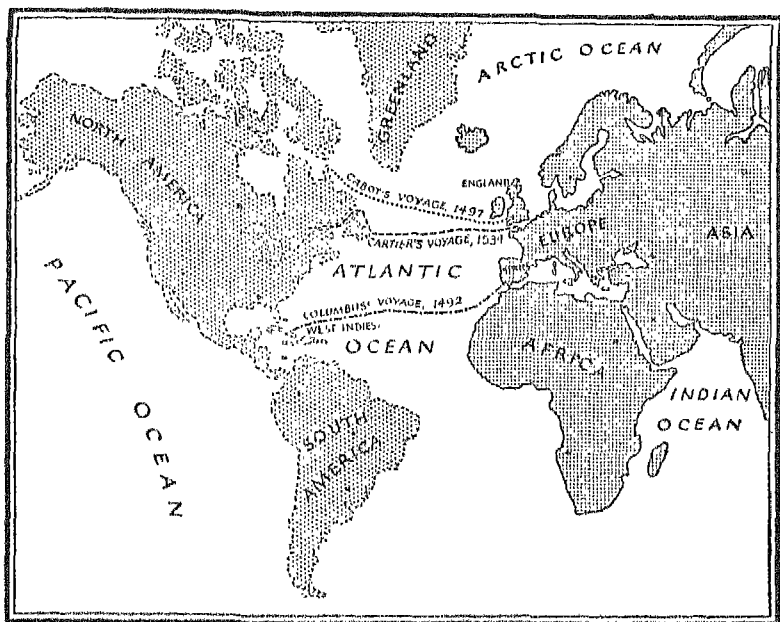 ARCTIC OCEAN
GREENLAND
NORTH AMERICA
ENGLAND
CABOT'S VOYAGE, 1497
CARTIER'S VOYAGE, 1534
EUROPE
ASIA
ATLANTIC
COLUMBUS' VOYAGE, 1492
WEST INDIES
OCEAN
AFRICA
PACIFIC OCEAN
INDIAN
OCEAN
SOUTH
AMERICA